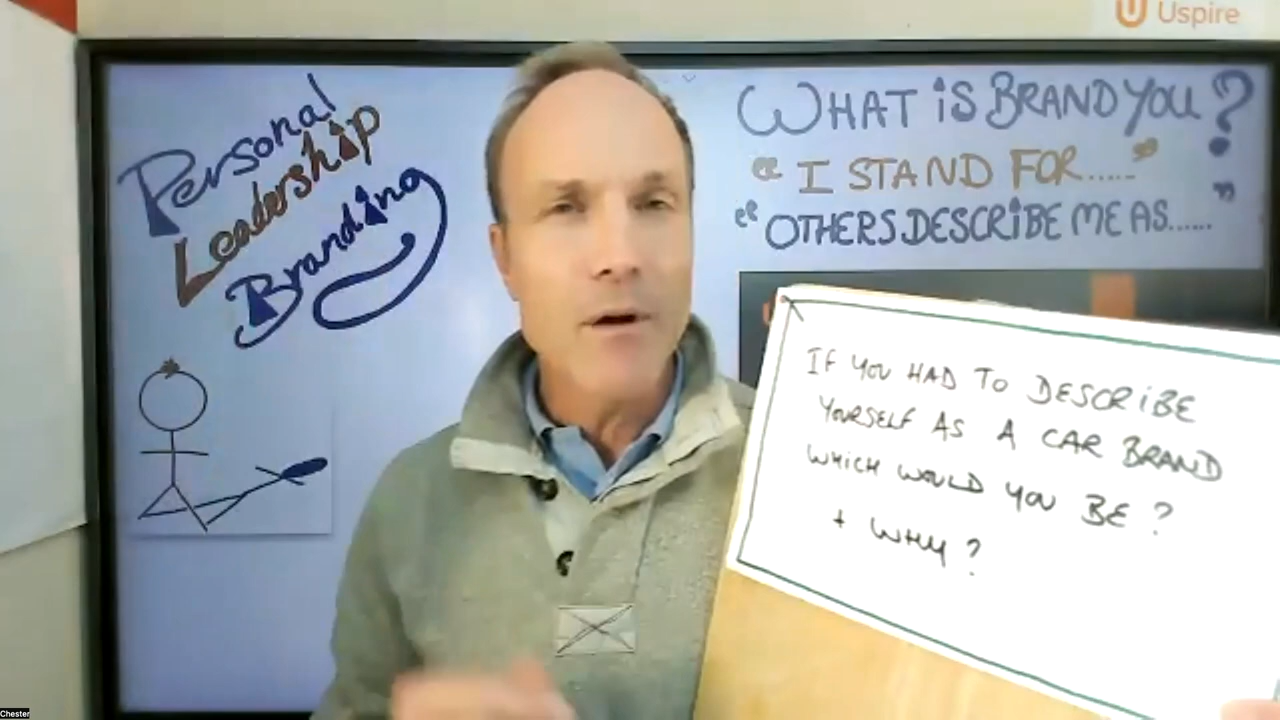 Uspire
Personal
Leadership
Branding
WHAT iS BRAND YOU?
“ I STAND FOR..... ”
“ OTHERS DESCRiBE ME AS...... ”
IF YOU HAD TO DESCRiBE
YOURSELF AS A CAR BRAND
WHICH WOULD YOU BE ?
+ WHY ?
Chester